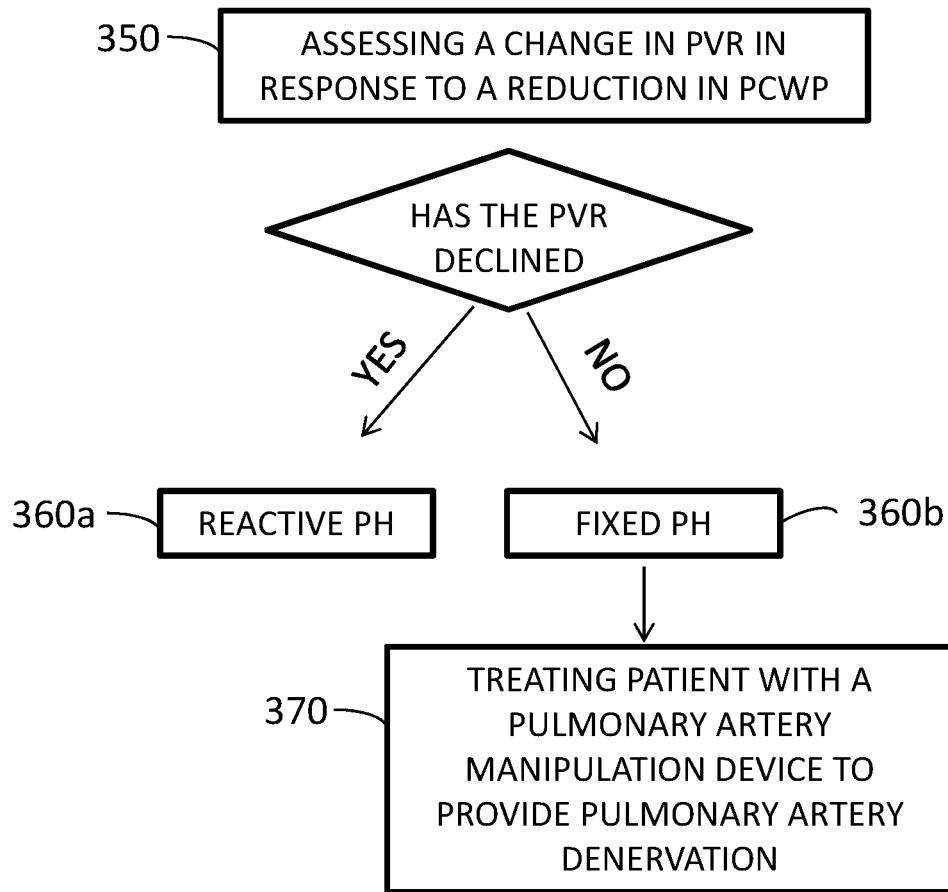 350
ASSESSING A CHANGE IN PVR IN
RESPONSE TO A REDUCTION IN PCWP
HAS THE PVR
DECLINED
YES
NO
360a
REACTIVE PH
FIXED PH
360b
370
TREATING PATIENT WITH A
PULMONARY ARTERY
MANIPULATION DEVICE TO
PROVIDE PULMONARY ARTERY
DENERVATION